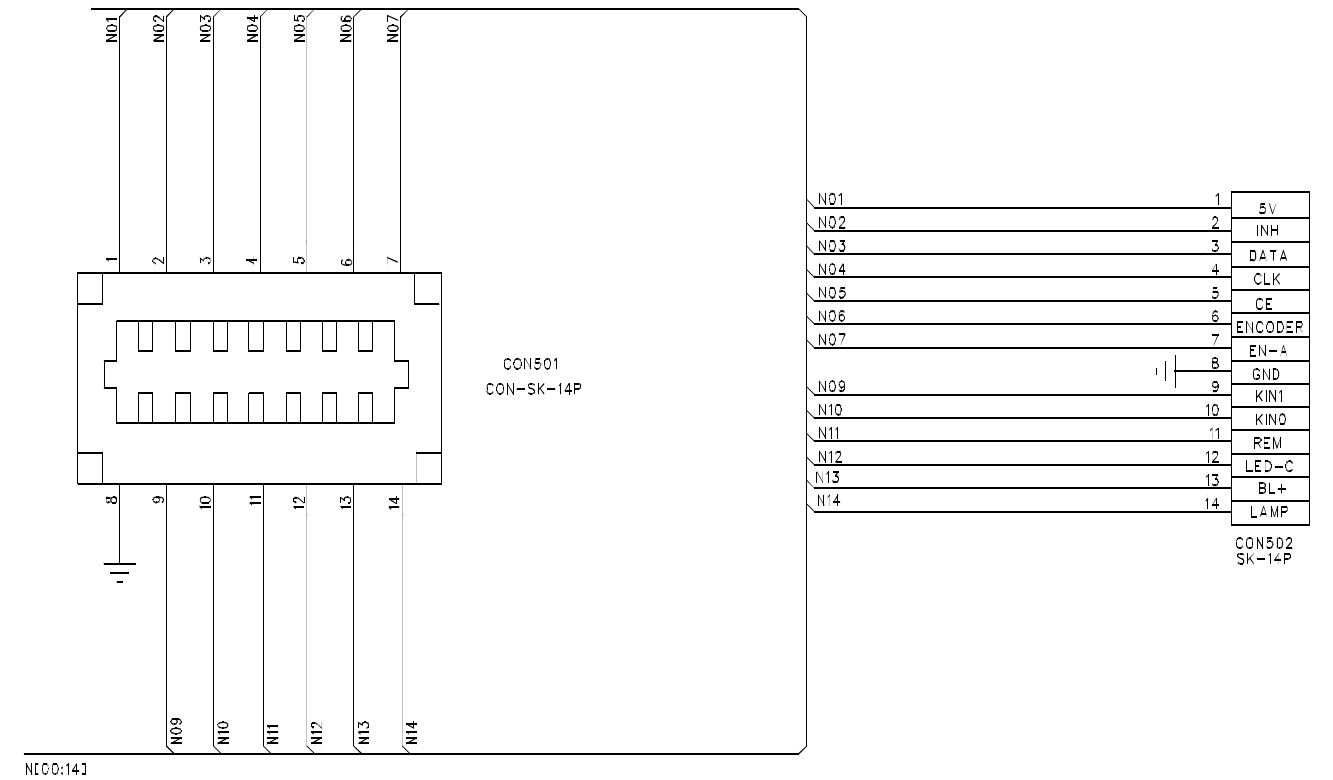 N01 N02 N03 N04 N05 N06 N07
1 2 3 4 5 6 7
CON501
CON-SK-14P
8 9 10 11 12 13 14
N09 N10 N11 N12 N13 N14
N[00:14]
N01 1 5V
N02 2 INH
N03 3 DATA
N04 4 CLK
N05 5 CE
N06 6 ENCODER
N07 7 EN-A
8 GND
N09 9 KIN1
N10 10 KIN0
N11 11 REM
N12 12 LED-C
N13 13 BL+
N14 14 LAMP
CON502
SK-14P